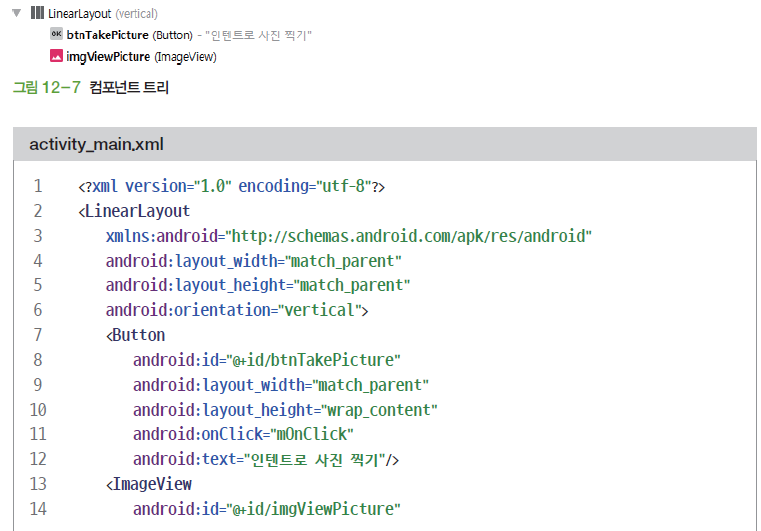 LinearLayout (vertical)
OK btnTakePicture (Button) - "인텐트로 사진 찍기"
imgViewPicture (ImageView)
그림 12-7 컴포넌트 트리
activity_main.xml
1 <?xml version="1.0" encoding="utf-8"?>
2 <LinearLayout
3 xmlns:android="http://schemas.android.com/apk/res/android"
4 android:layout_width="match_parent"
5 android:layout_height="match_parent"
6 android:orientation="vertical">
7 <Button
8 android:id="@+id/btnTakePicture"
9 android:layout_width="match_parent"
10 android:layout_height="wrap_content"
11 android:onClick="mOnClick"
12 android:text="인텐트로 사진 찍기"/>
13 <ImageView
14 android:id="@+id/imgViewPicture"